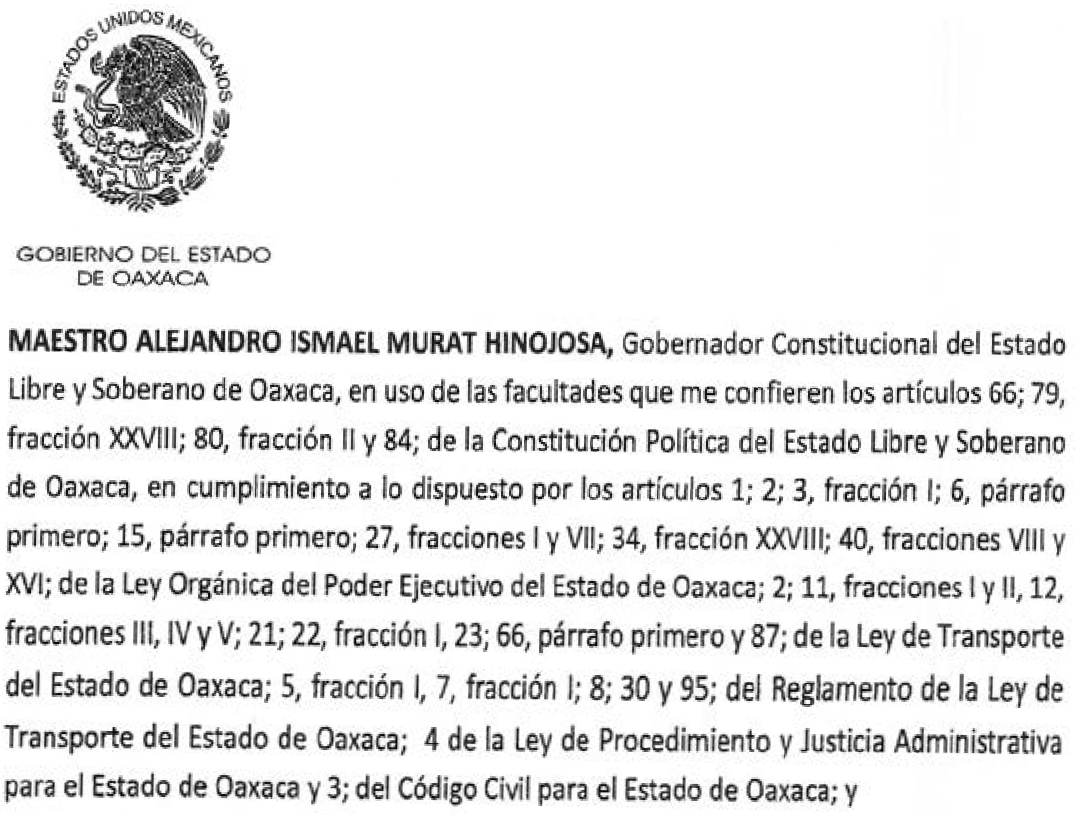 ESTADOS UNIDOS MEXICANOS
GOBIERNO DEL ESTADO
DE OAXACA
MAESTRO ALEJANDRO ISMAEL MURAT HINOJOSA, Gobernador Constitucional del Estado
Libre y Soberano de Oaxaca, en uso de las facultades que me confieren los artículos 66; 79,
fracción XXVIII; 80, fracción II y 84; de la Constitución Política del Estado Libre y Soberano
de Oaxaca, en cumplimiento a lo dispuesto por los artículos 1; 2; 3, fracción I; 6, párrafo
primero; 15, párrafo primero; 27, fracciones I y VII; 34, fracción XXVIII; 40, fracciones VIII y
XVI; de la Ley Orgánica del Poder Ejecutivo del Estado de Oaxaca; 2; 11, fracciones I y II, 12,
fracciones III, IV y V; 21; 22, fracción I, 23; 66, párrafo primero y 87; de la Ley de Transporte
del Estado de Oaxaca; 5, fracción I, 7, fracción I; 8; 30 y 95; del Reglamento de la Ley de
Transporte del Estado de Oaxaca; 4 de la Ley de Procedimiento y Justicia Administrativa
para el Estado de Oaxaca y 3; del Código Civil para el Estado de Oaxaca; y